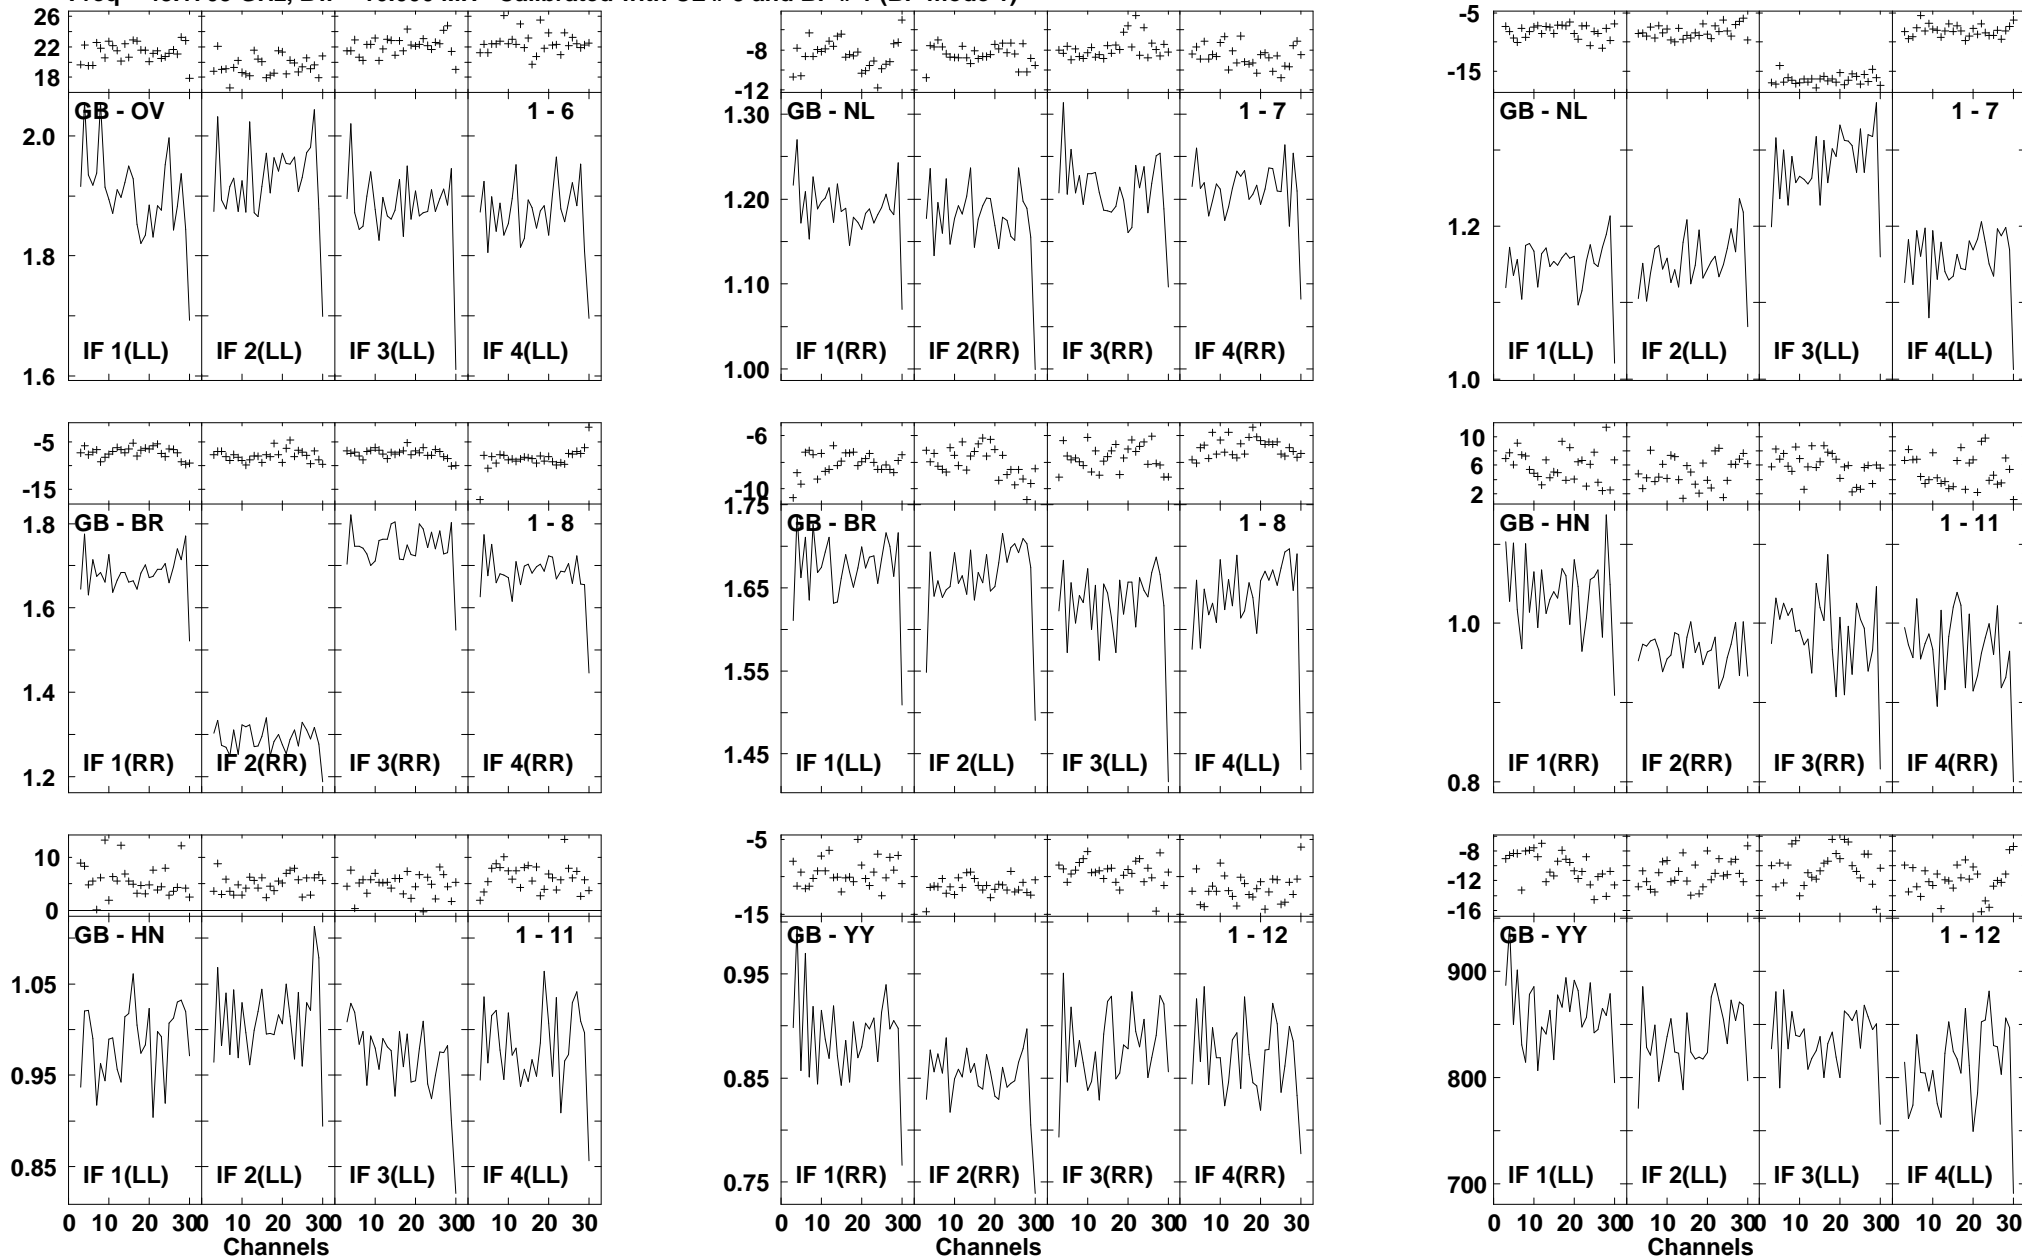 Calibrated with CL # and BP # 1 (BP mode 1)
26
22
18
GB - OV 1 - 6
2.0
1.8
1.6
IF 1(LL) IF 2(LL) IF 3(LL) IF 4(LL)
-8
-12
GB - NL 1 - 7
1.30
1.20
1.10
1.00
IF 1(RR) IF 2(RR) IF 3(RR) IF 4(RR)
-5
-15
GB - NL 1 - 7
1.2
1.0
IF 1(LL) IF 2(LL) IF 3(LL) IF 4(LL)
-5
-15
GB - BR 1 - 8
1.8
1.6
1.4
1.2
IF 1(RR) IF 2(RR) IF 3(RR) IF 4(RR)
-6
-10
GB - BR 1 - 8
1.75
1.65
1.55
1.45
IF 1(LL) IF 2(LL) IF 3(LL) IF 4(LL)
10
6
2
GB - HN 1 - 11
1.0
0.8
IF 1(RR) IF 2(RR) IF 3(RR) IF 4(RR)
10
0
GB - HN 1 - 11
1.05
0.95
0.85
IF 1(LL) IF 2(LL) IF 3(LL) IF 4(LL)
0 10 20 30 0 10 20 30 0 10 20 30 0 10 20 30
Channels
-5
-15
GB - YY 1 - 12
0.95
0.85
0.75
IF 1(RR) IF 2(RR) IF 3(RR) IF 4(RR)
0 10 20 30 0 10 20 30 0 10 20 30 0 10 20 30
Channels
-8
-12
-16
GB - YY 1 - 12
900
800
700
IF 1(LL) IF 2(LL) IF 3(LL) IF 4(LL)
0 10 20 30 0 10 20 30 0 10 20 30 0 10 20 30
Channels